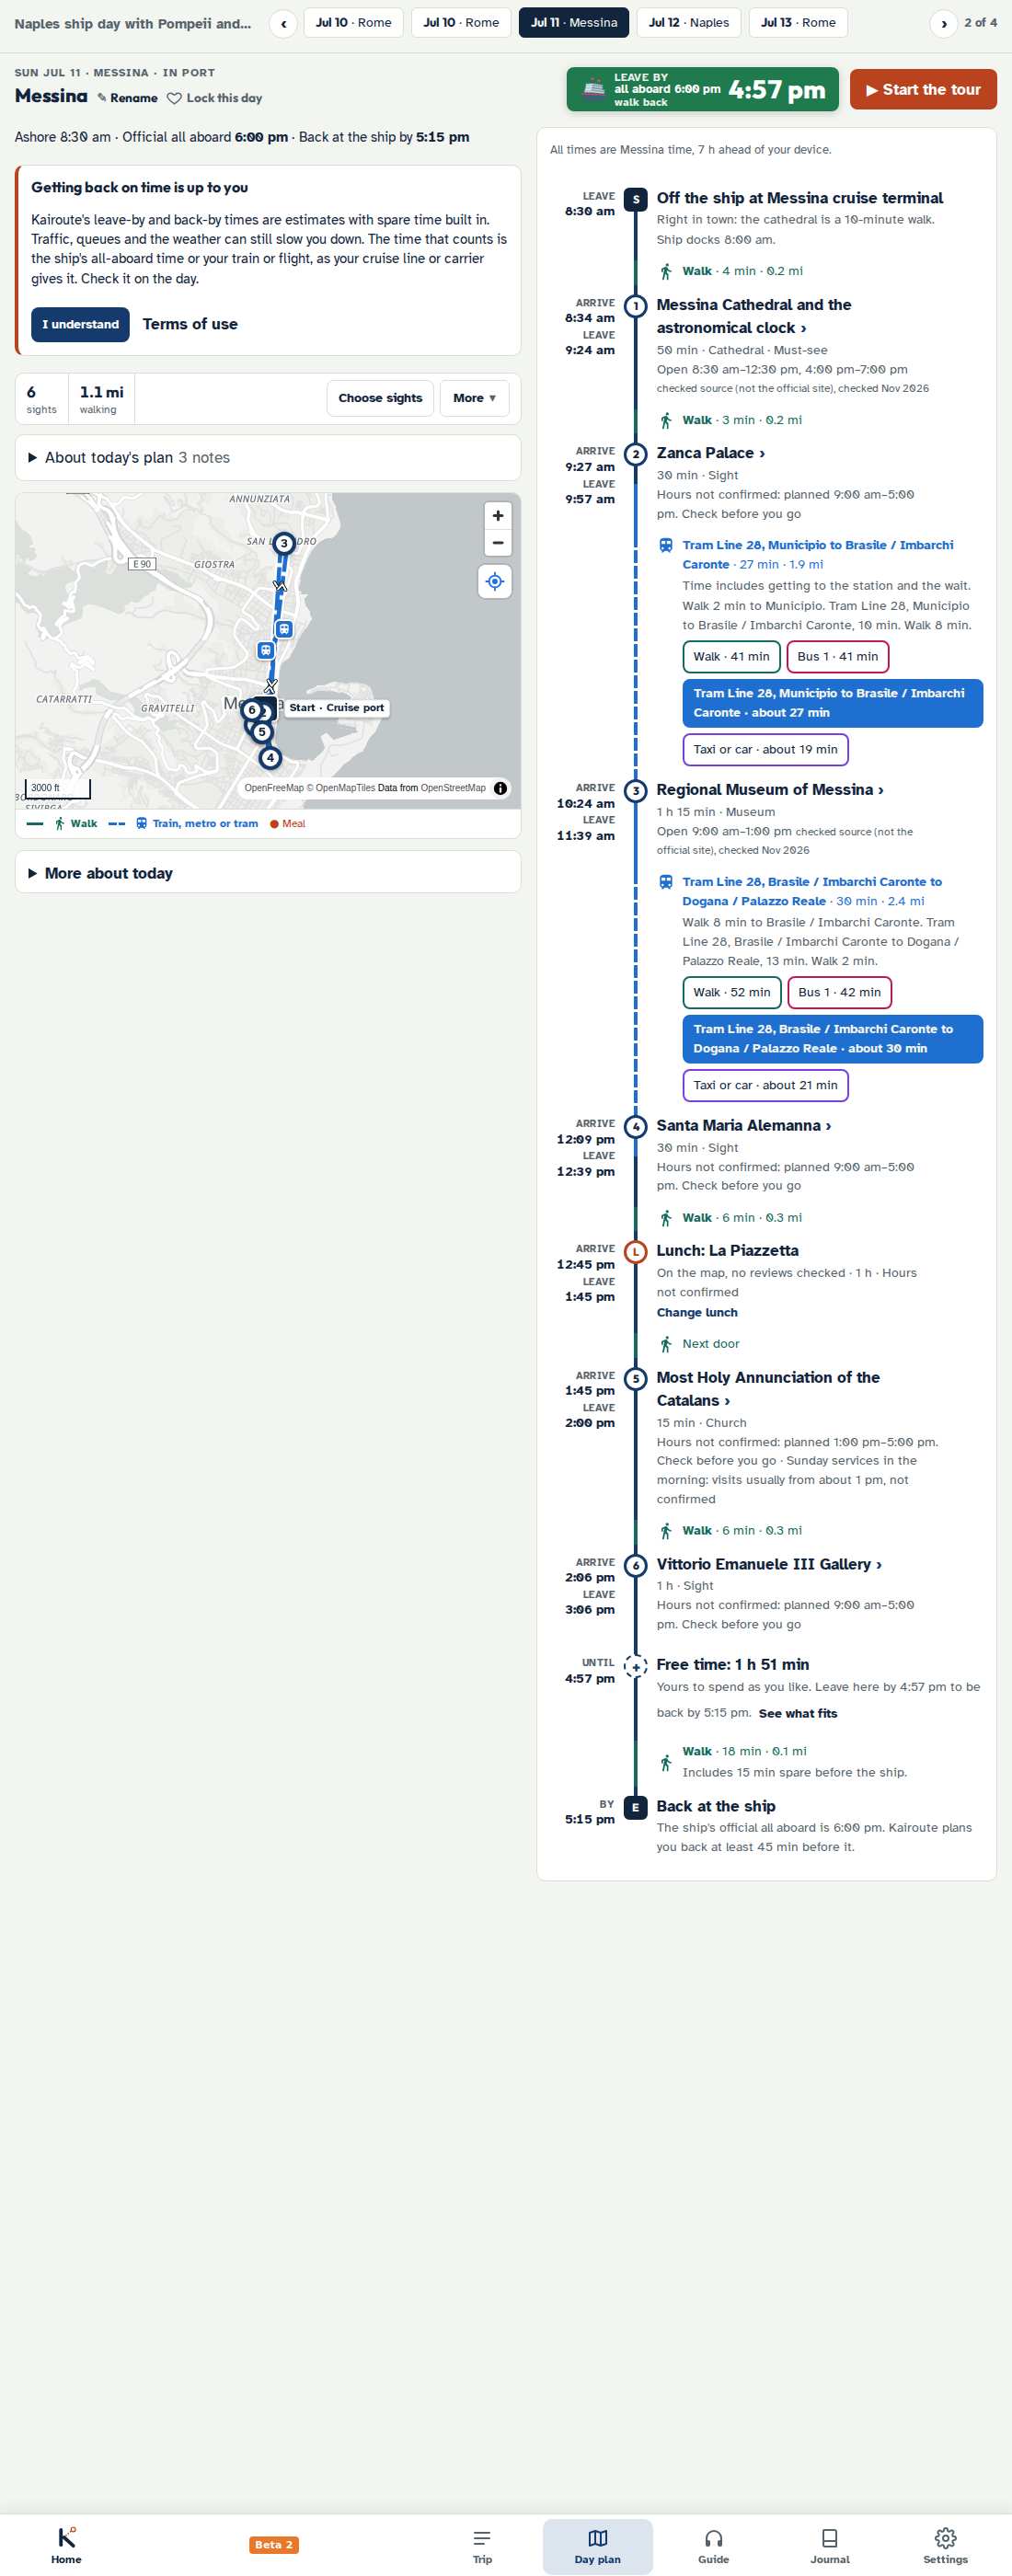 Naples ship day with Pompeii and...
‹
Jul 10 · Rome
Jul 10 · Rome
Jul 11 · Messina
Jul 12 · Naples
Jul 13 · Rome
›
2 of 4
SUN JUL 11 · MESSINA · IN PORT
Messina
✎ Rename
Lock this day
LEAVE BY
all aboard 6:00 pm
walk back
4:57 pm
▶ Start the tour
Ashore 8:30 am · Official all aboard 6:00 pm · Back at the ship by 5:15 pm
Getting back on time is up to you
Kairoute's leave-by and back-by times are estimates with spare time built in.
Traffic, queues and the weather can still slow you down. The time that counts is
the ship's all-aboard time or your train or flight, as your cruise line or carrier
gives it. Check it on the day.
I understand
Terms of use
6
sights
1.1 mi
walking
Choose sights
More ▼
▶ About today's plan 3 notes
ANNUNZIATA
E 90
GIOSTRA
3
CATARRATTI
GRAVITELLI
6
5
4
Start · Cruise port
3000 ft
OpenFreeMap © OpenMapTiles Data from OpenStreetMap
Walk
Train, metro or tram
Meal
▶ More about today
All times are Messina time, 7 h ahead of your device.
LEAVE
8:30 am
S
Off the ship at Messina cruise terminal
Right in town: the cathedral is a 10-minute walk.
Ship docks 8:00 am.
Walk · 4 min · 0.2 mi
ARRIVE
8:34 am
LEAVE
9:24 am
1
Messina Cathedral and the
astronomical clock ›
50 min · Cathedral · Must-see
Open 8:30 am–12:30 pm, 4:00 pm–7:00 pm
checked source (not the official site), checked Nov 2026
Walk · 3 min · 0.2 mi
ARRIVE
9:27 am
LEAVE
9:57 am
2
Zanca Palace ›
30 min · Sight
Hours not confirmed: planned 9:00 am–5:00
pm. Check before you go
Tram Line 28, Municipio to Brasile / Imbarchi
Caronte · 27 min · 1.9 mi
Time includes getting to the station and the wait.
Walk 2 min to Municipio. Tram Line 28, Municipio
to Brasile / Imbarchi Caronte, 10 min. Walk 8 min.
Walk · 41 min
Bus 1 · 41 min
Tram Line 28, Municipio to Brasile / Imbarchi
Caronte · about 27 min
Taxi or car · about 19 min
ARRIVE
10:24 am
LEAVE
11:39 am
3
Regional Museum of Messina ›
1 h 15 min · Museum
Open 9:00 am–1:00 pm checked source (not the
official site), checked Nov 2026
Tram Line 28, Brasile / Imbarchi Caronte to
Dogana / Palazzo Reale · 30 min · 2.4 mi
Walk 8 min to Brasile / Imbarchi Caronte. Tram
Line 28, Brasile / Imbarchi Caronte to Dogana /
Palazzo Reale, 13 min. Walk 2 min.
Walk · 52 min
Bus 1 · 42 min
Tram Line 28, Brasile / Imbarchi Caronte to
Dogana / Palazzo Reale · about 30 min
Taxi or car · about 21 min
ARRIVE
12:09 pm
LEAVE
12:39 pm
4
Santa Maria Alemanna ›
30 min · Sight
Hours not confirmed: planned 9:00 am–5:00
pm. Check before you go
Walk · 6 min · 0.3 mi
ARRIVE
12:45 pm
LEAVE
1:45 pm
L
Lunch: La Piazzetta
On the map, no reviews checked · 1 h · Hours
not confirmed
Change lunch
Next door
ARRIVE
1:45 pm
LEAVE
2:00 pm
5
Most Holy Annunciation of the
Catalans ›
15 min · Church
Hours not confirmed: planned 1:00 pm–5:00 pm.
Check before you go · Sunday services in the
morning: visits usually from about 1 pm, not
confirmed
Walk · 6 min · 0.3 mi
ARRIVE
2:06 pm
LEAVE
3:06 pm
6
Vittorio Emanuele III Gallery ›
1 h · Sight
Hours not confirmed: planned 9:00 am–5:00
pm. Check before you go
UNTIL
4:57 pm
+
Free time: 1 h 51 min
Yours to spend as you like. Leave here by 4:57 pm to be
back by 5:15 pm. See what fits
Walk · 18 min · 0.1 mi
Includes 15 min spare before the ship.
BY
5:15 pm
E
Back at the ship
The ship's official all aboard is 6:00 pm. Kairoute plans
you back at least 45 min before it.
Home
Beta 2
Trip
Day plan
Guide
Journal
Settings